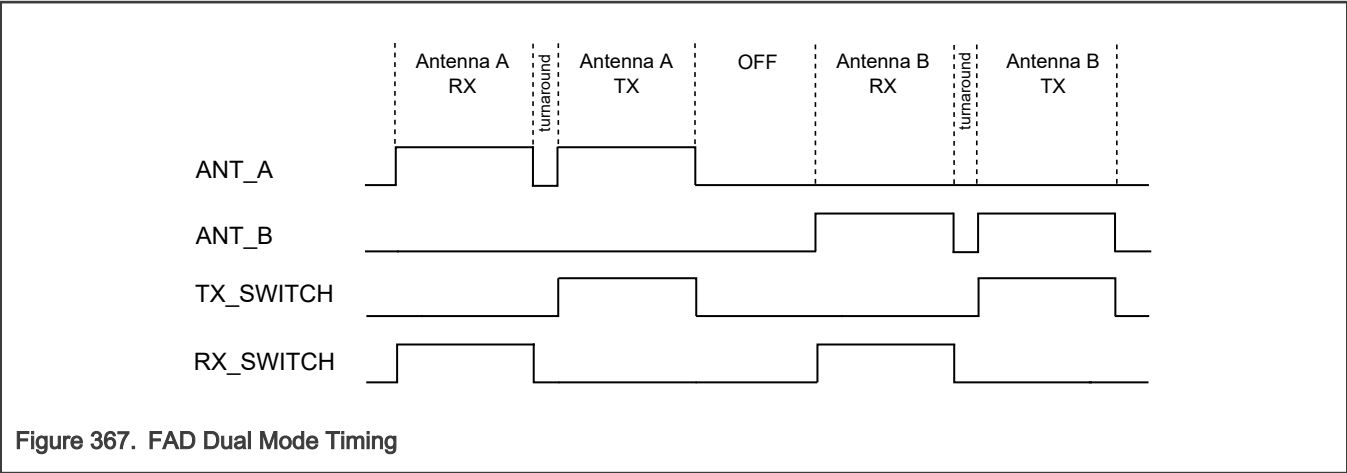 Antenna A
RX
turnaround
Antenna A
TX
OFF
Antenna B
RX
turnaround
Antenna B
TX
ANT_A
ANT_B
TX_SWITCH
RX_SWITCH
Figure 367. FAD Dual Mode Timing